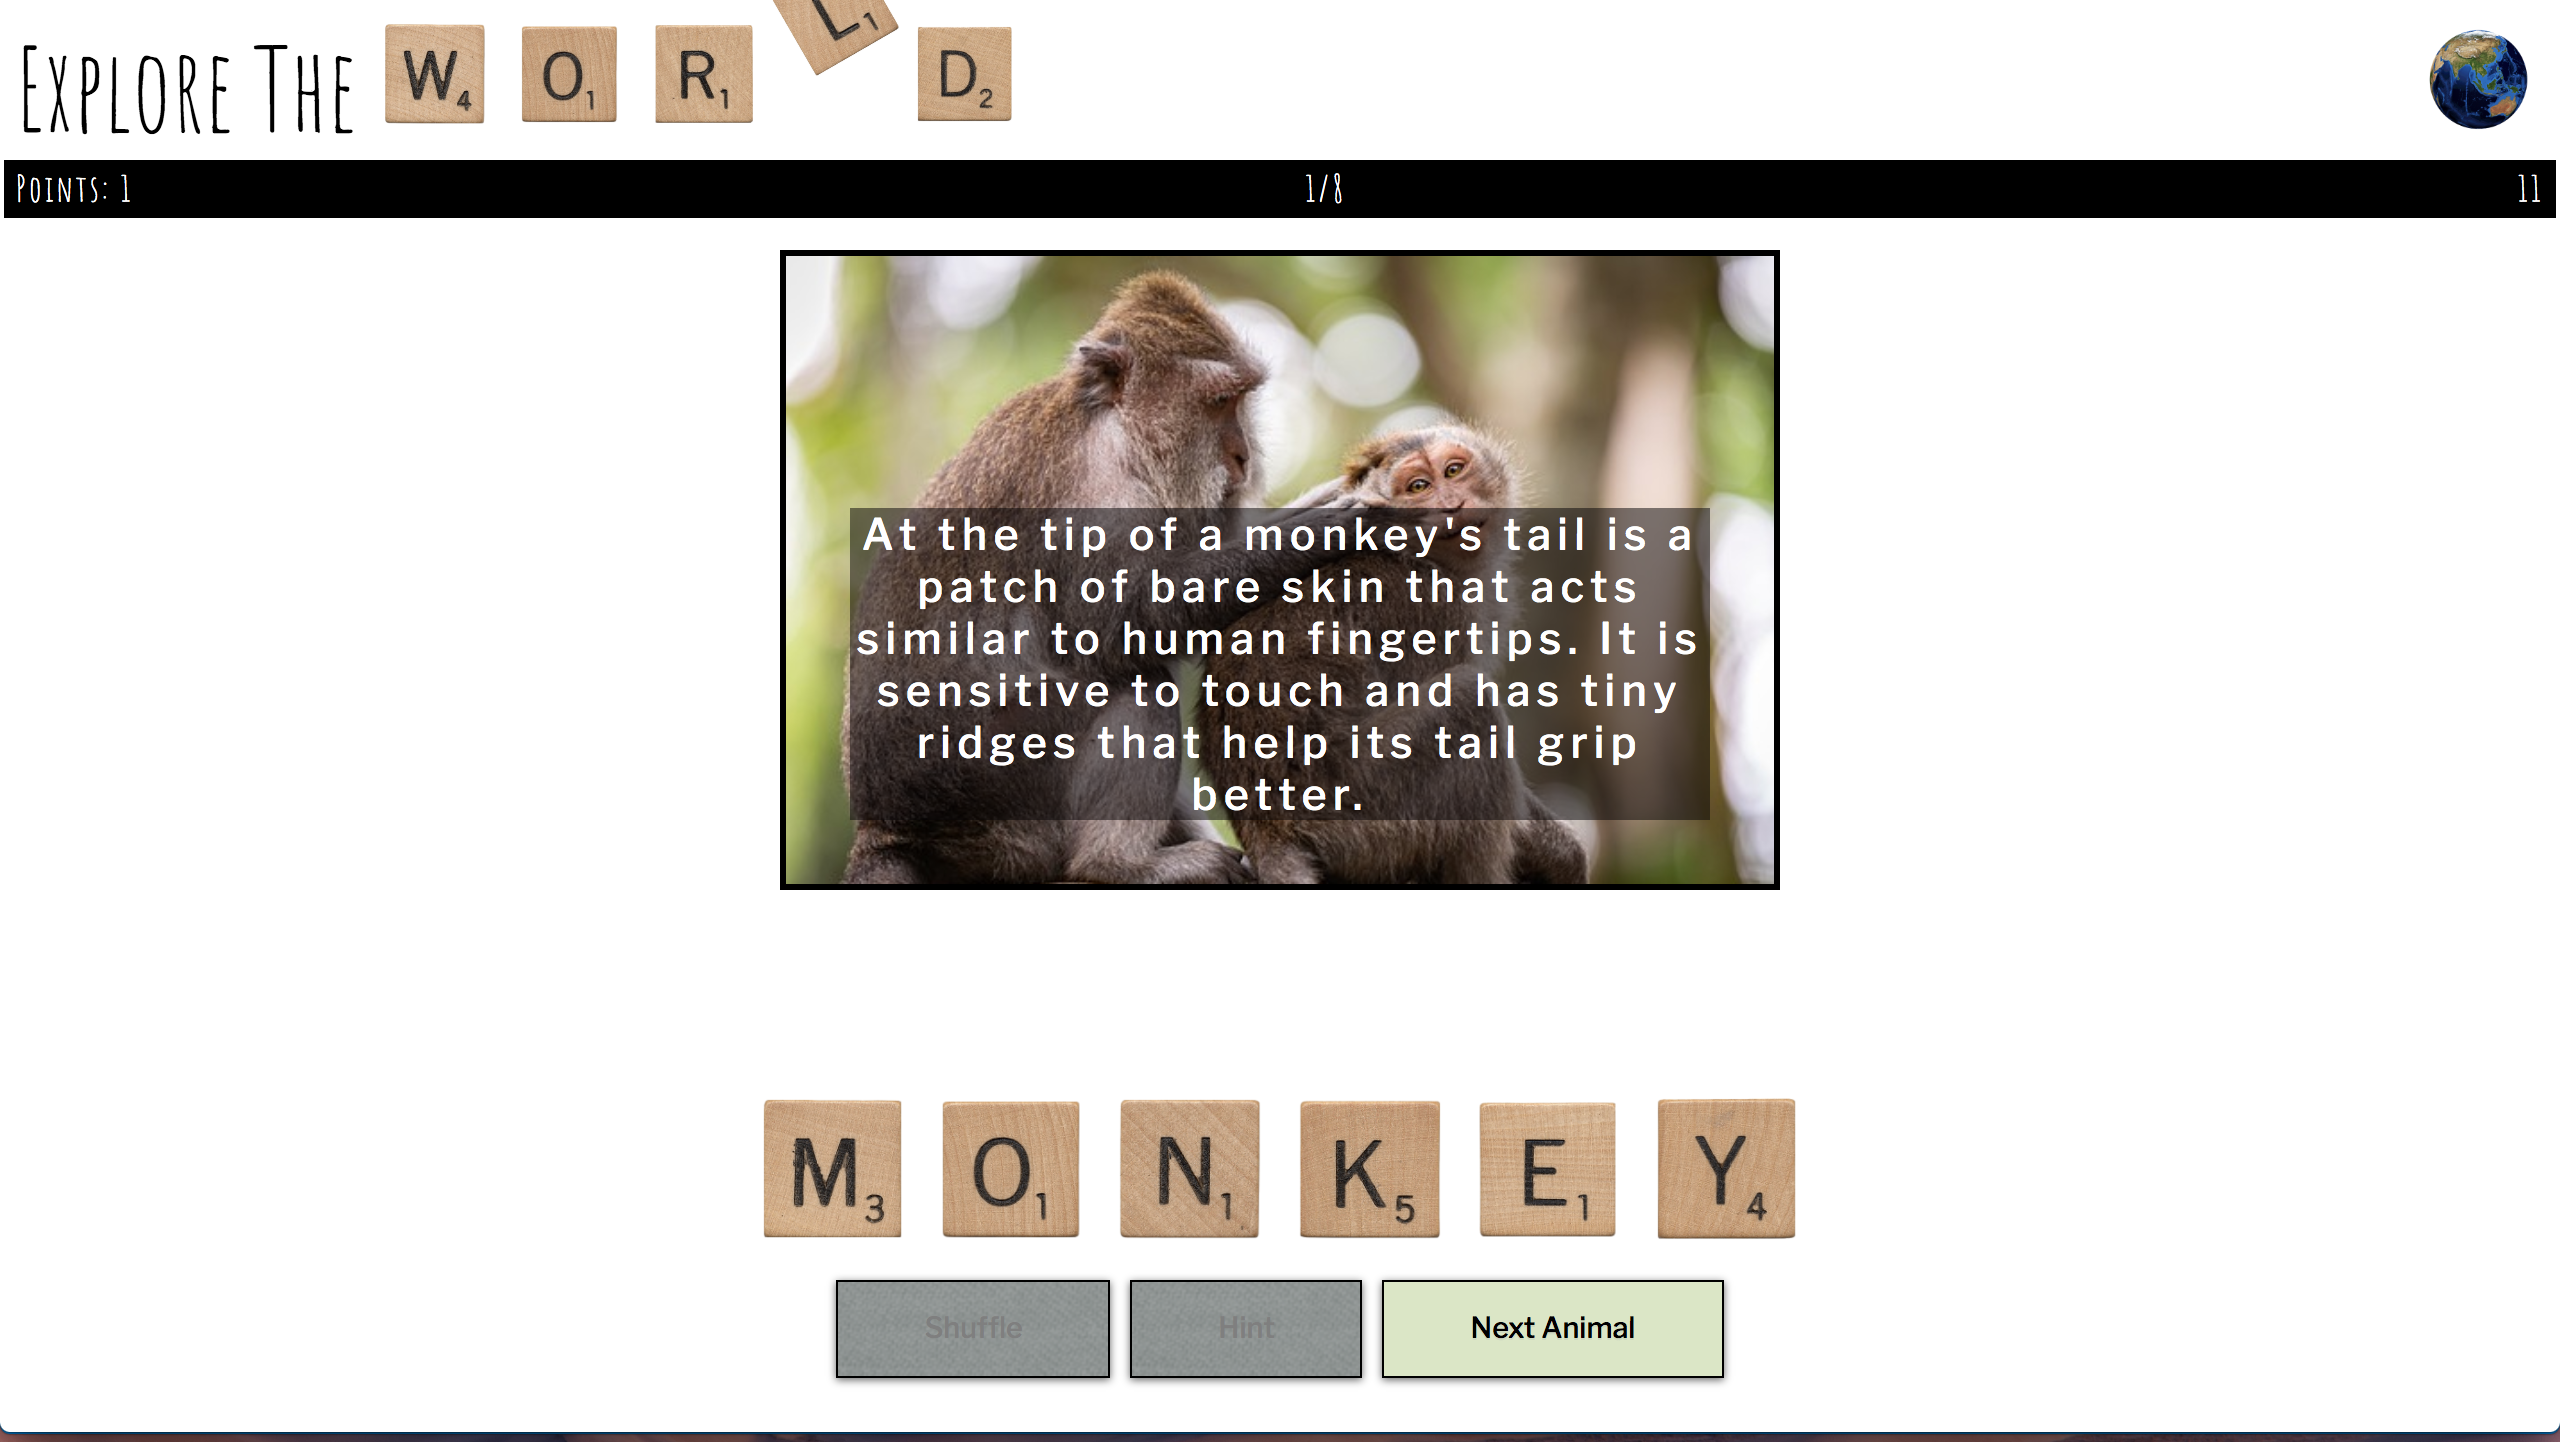 EXPLORE THE W4 O1 R1 L1 D2
POINTS: 1 1/8 11
At the tip of a monkey's tail is a
patch of bare skin that acts
similar to human fingertips. It is
sensitive to touch and has tiny
ridges that help its tail grip
better.
M3 O1 N1 K5 E1 Y4
Shuffle Hint Next Animal